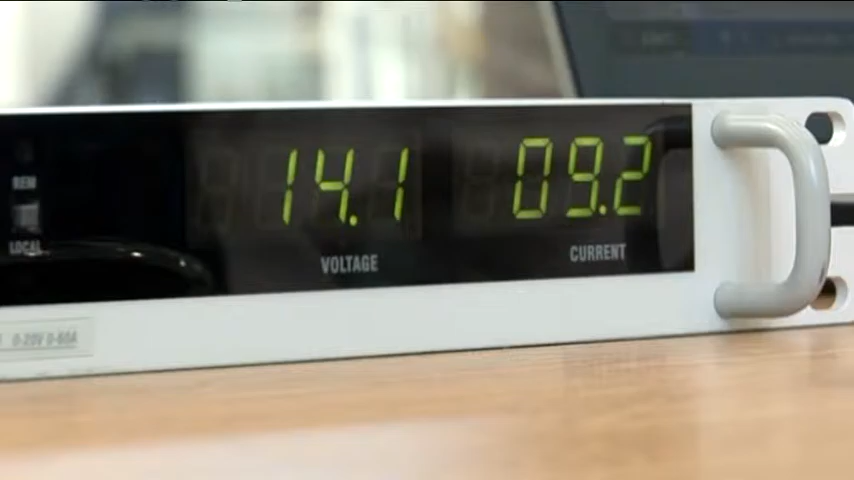 REM
LOCAL
14.1
09.2
VOLTAGE
CURRENT
0-20V 0-60A